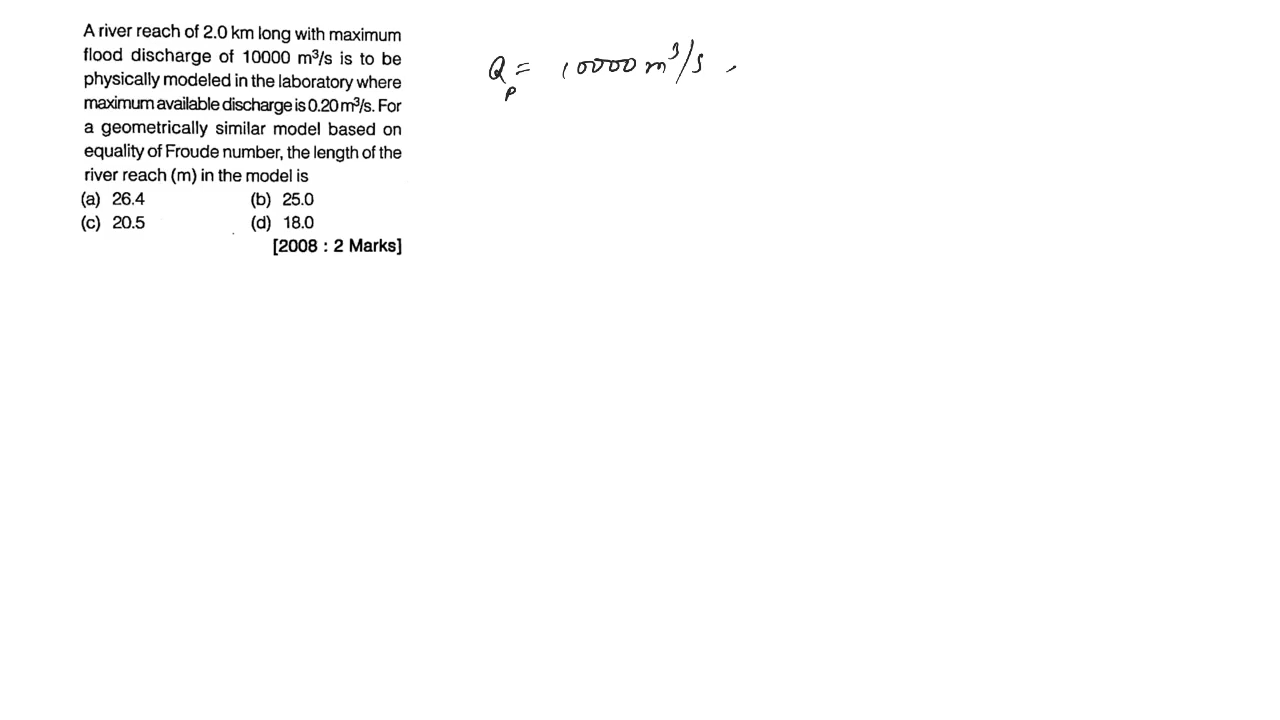 A river reach of 2.0 km long with maximum
flood discharge of 10000 m³/s is to be
physically modeled in the laboratory where
maximum available discharge is 0.20 m³/s. For
a geometrically similar model based on
equality of Froude number, the length of the
river reach (m) in the model is
(a) 26.4 (b) 25.0
(c) 20.5 (d) 18.0
[2008 : 2 Marks]
Qₚ = 10000 m³/s ,